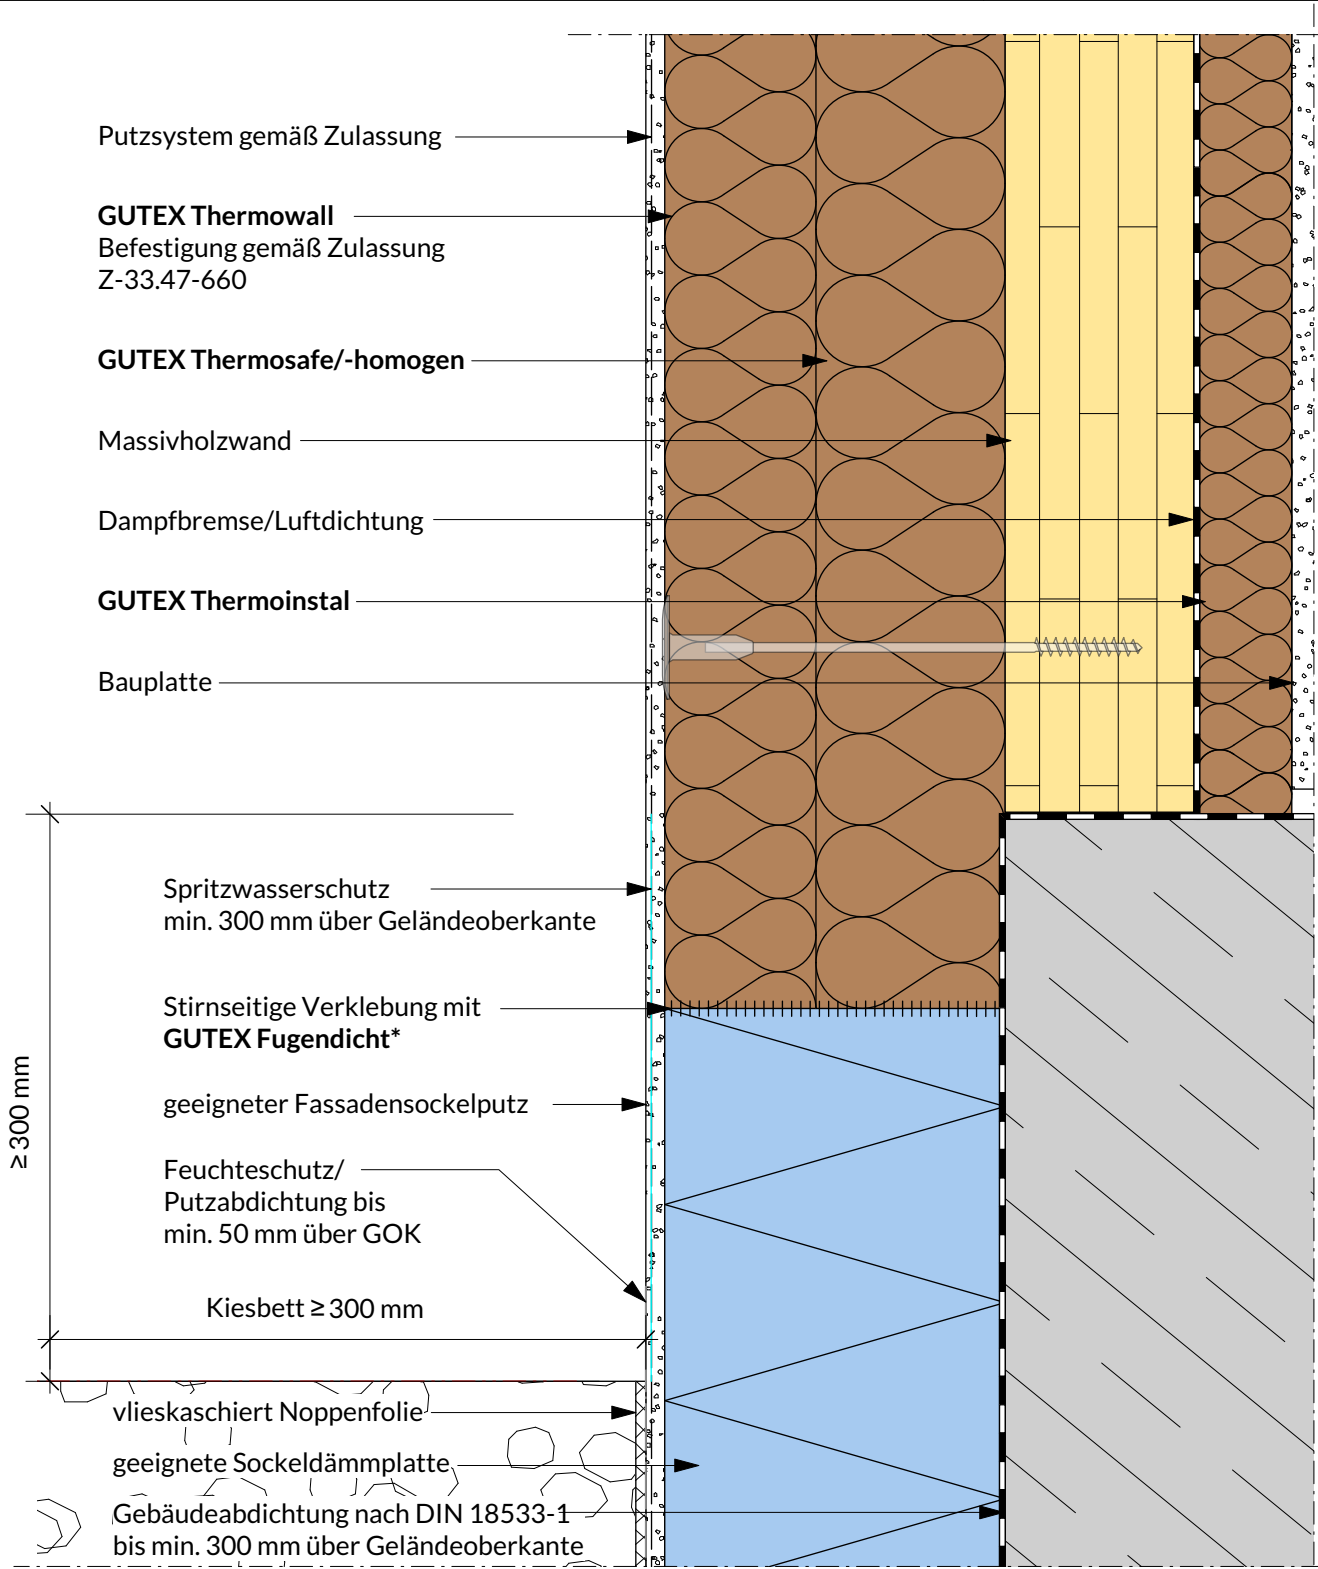 Putzsystem gemäß Zulassung
GUTEX Thermowall
Befestigung gemäß Zulassung
Z-33.47-660
GUTEX Thermosafe/-homogen
Massivholzwand
Dampfbremse/Luftdichtung
GUTEX Thermoinstal
Bauplatte
Spritzwasserschutz
min. 300 mm über Geländeoberkante
Stirnseitige Verklebung mit
GUTEX Fugendicht*
geeigneter Fassadensockelputz
≥ 300 mm
Feuchteschutz/
Putzabdichtung bis
min. 50 mm über GOK
Kiesbett ≥ 300 mm
vlieskaschiert Noppenfolie
geeignete Sockeldämmplatte
Gebäudeabdichtung nach DIN 18533-1
bis min. 300 mm über Geländeoberkante